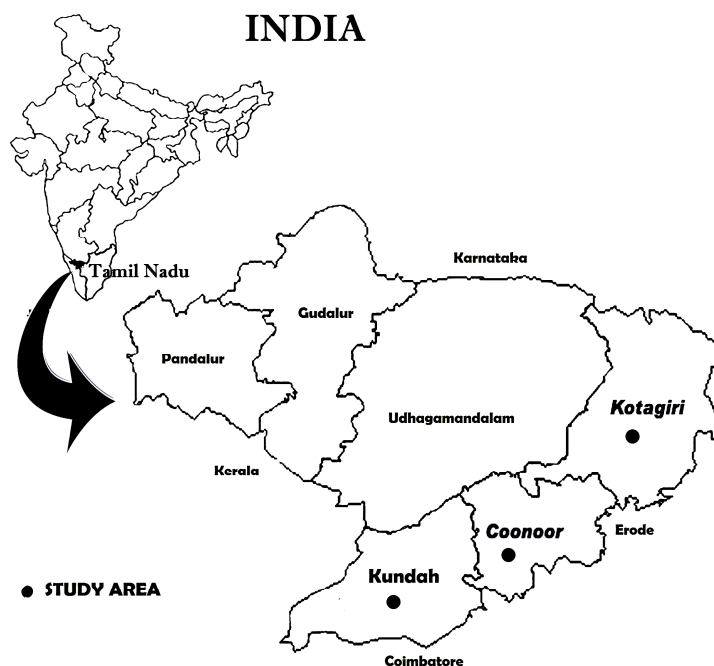 INDIA
Tamil Nadu
Karnataka
Gudalur
Pandalur
Kotagiri
Udhagamandalam
Kerala
Coonoor
Erode
Kundah
STUDY AREA
Coimbatore